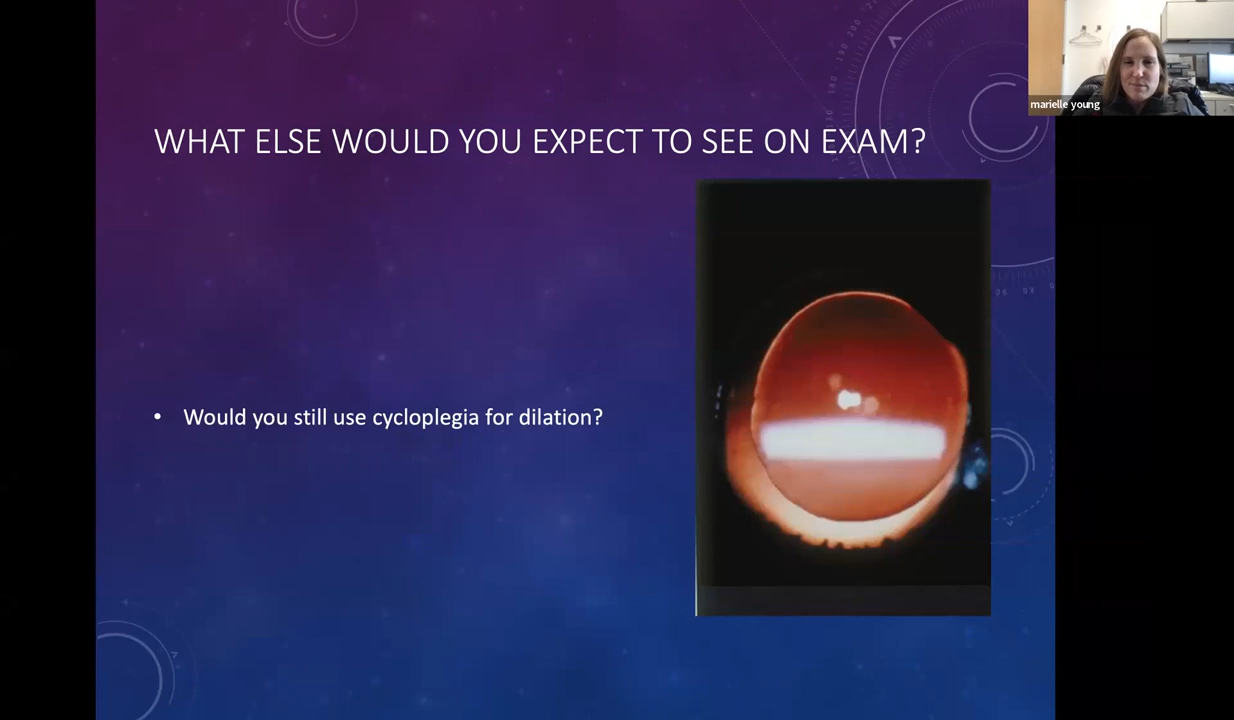 marielle young
WHAT ELSE WOULD YOU EXPECT TO SEE ON EXAM?
• Would you still use cycloplegia for dilation?